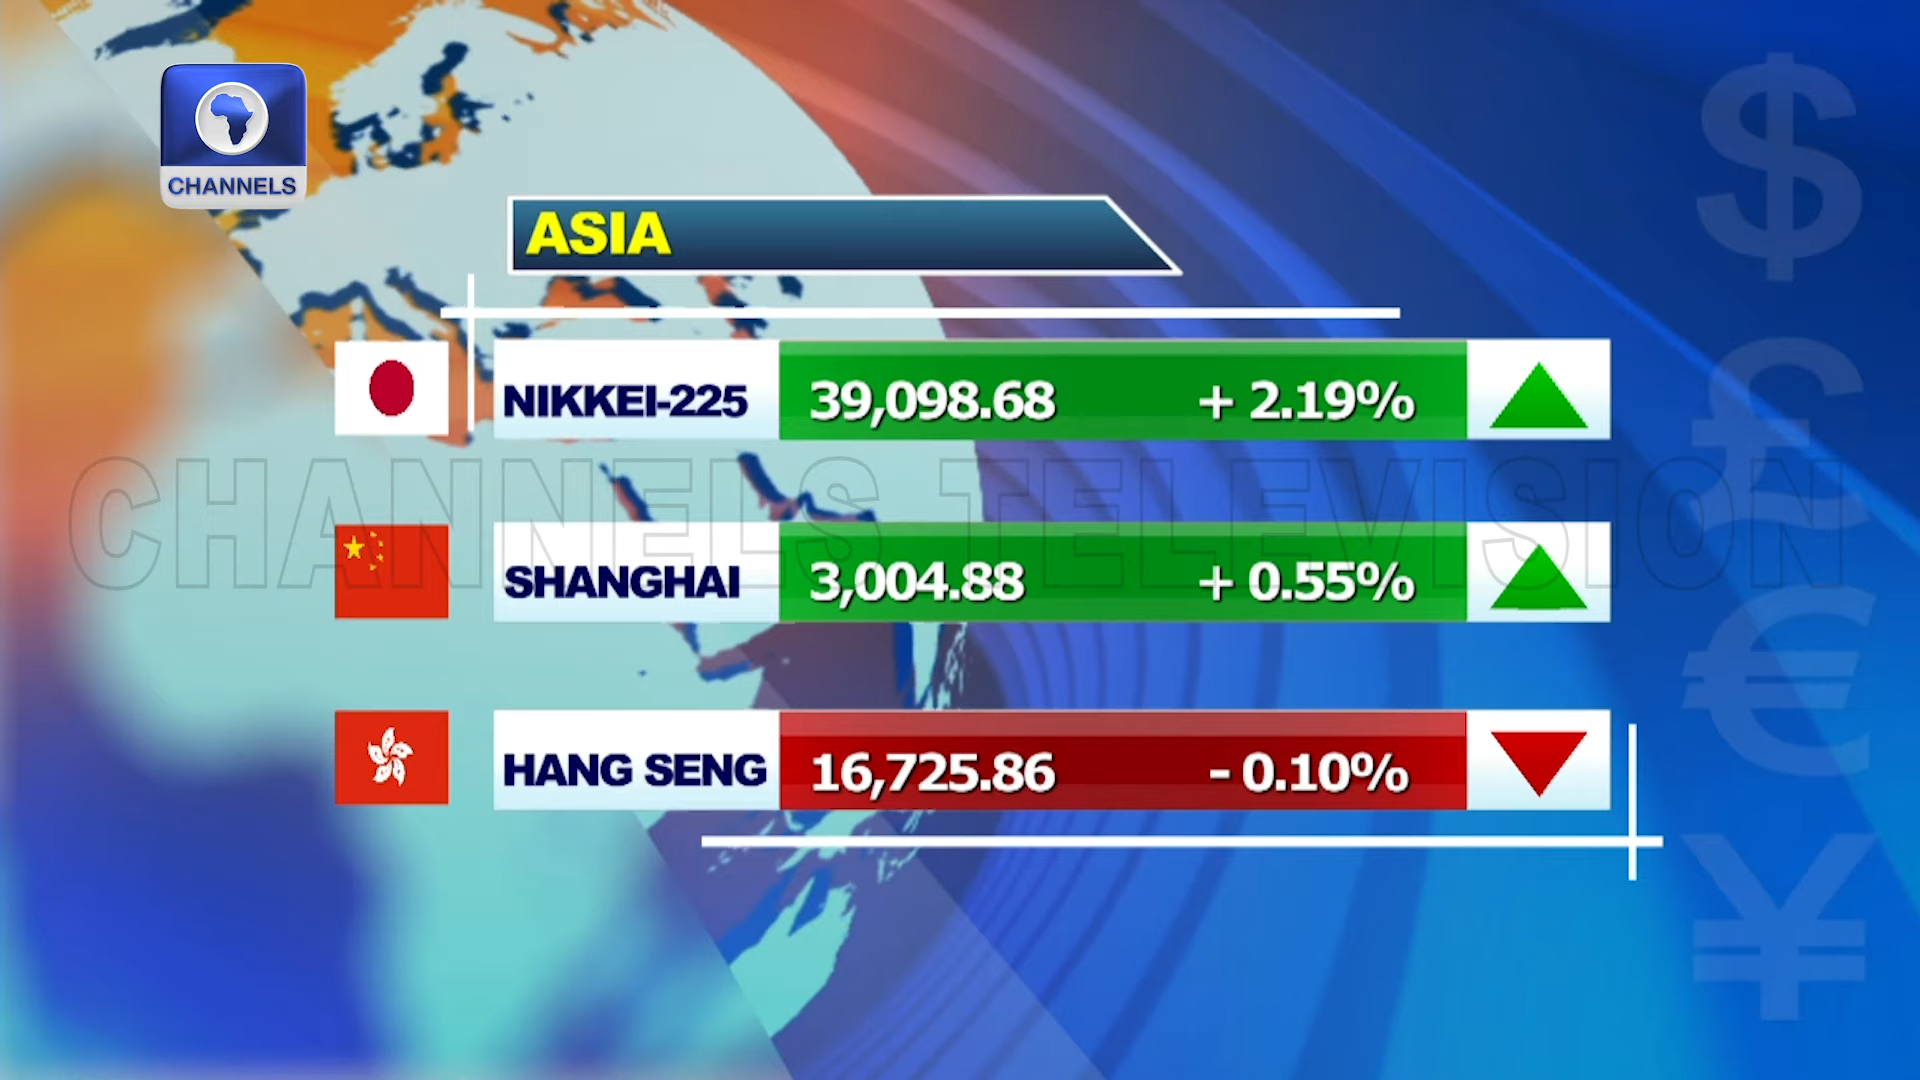 CHANNELS
ASIA
NIKKEI-225 39,098.68 + 2.19%
CHANNELS TELEVISION
SHANGHAI 3,004.88 + 0.55%
HANG SENG 16,725.86 - 0.10%
$
£
€
¥